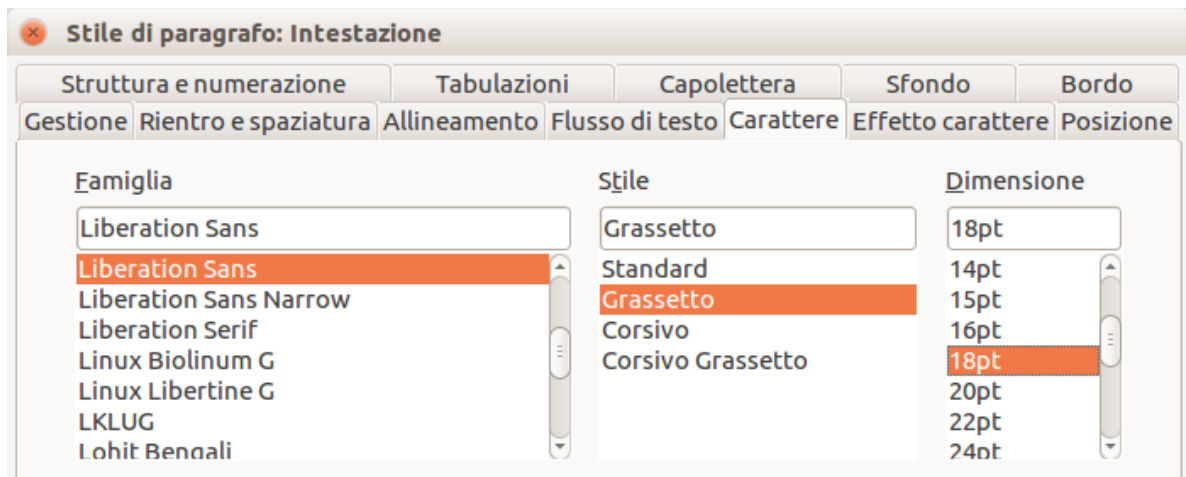 Stile di paragrafo: Intestazione
Struttura e numerazione Tabulazioni Capolettera Sfondo Bordo
Gestione Rientro e spaziatura Allineamento Flusso di testo Carattere Effetto carattere Posizione
Famiglia Stile Dimensione
Liberation Sans Grassetto 18pt
Liberation Sans Standard 14pt
Liberation Sans Narrow Grassetto 15pt
Liberation Serif Corsivo 16pt
Linux Biolinum G Corsivo Grassetto 18pt
Linux Libertine G 20pt
LKLUG 22pt
Lohit Bengali 24pt